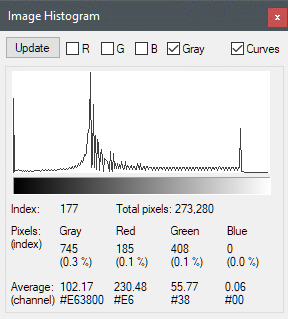 Image Histogram x
Update R G B Gray Curves
Index: 177 Total pixels: 273,280
Pixels: Gray Red Green Blue
(index)
745 185 408 0
(0.3 %) (0.1 %) (0.1 %) (0.0 %)
Average: 102.17 230.48 55.77 0.06
(channel) #E63800 #E6 #38 #00